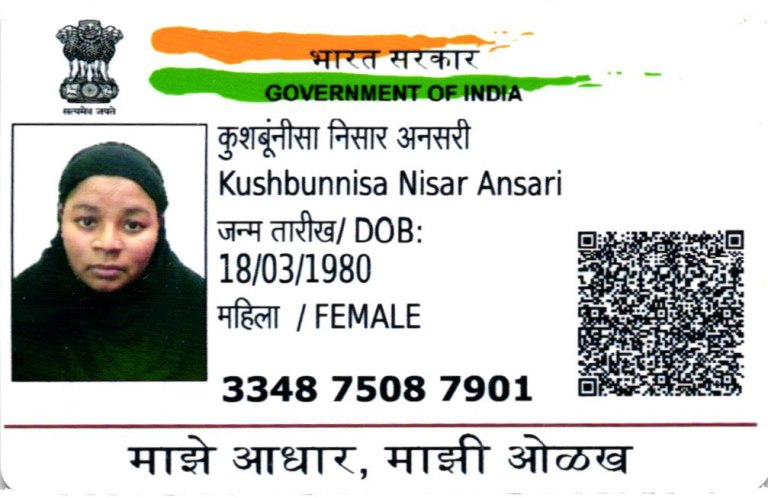 भारत सरकार
GOVERNMENT OF INDIA
सत्यमेव जयते
कुशबूंनीसा निसार अनसरी
Kushbunnisa Nisar Ansari
जन्म तारीख/ DOB:
18/03/1980
महिला / FEMALE
3348 7508 7901
माझे आधार, माझी ओळख